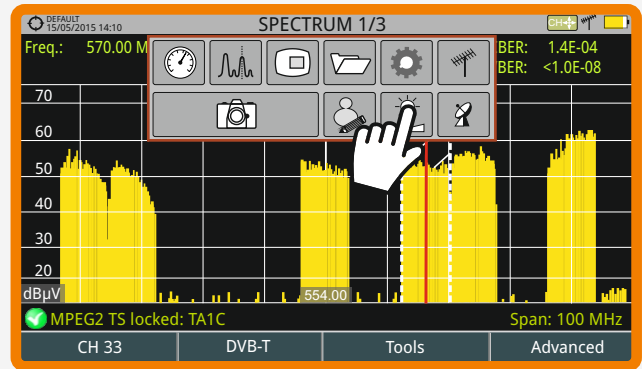 DEFAULT
15/05/2015 14:10
SPECTRUM 1/3
CH
Freq.: 570.00 M
BER: 1.4E-04
BER: <1.0E-08
70
60
50
40
30
20
dBµV
554.00
MPEG2 TS locked: TA1C
Span: 100 MHz
CH 33
DVB-T
Tools
Advanced